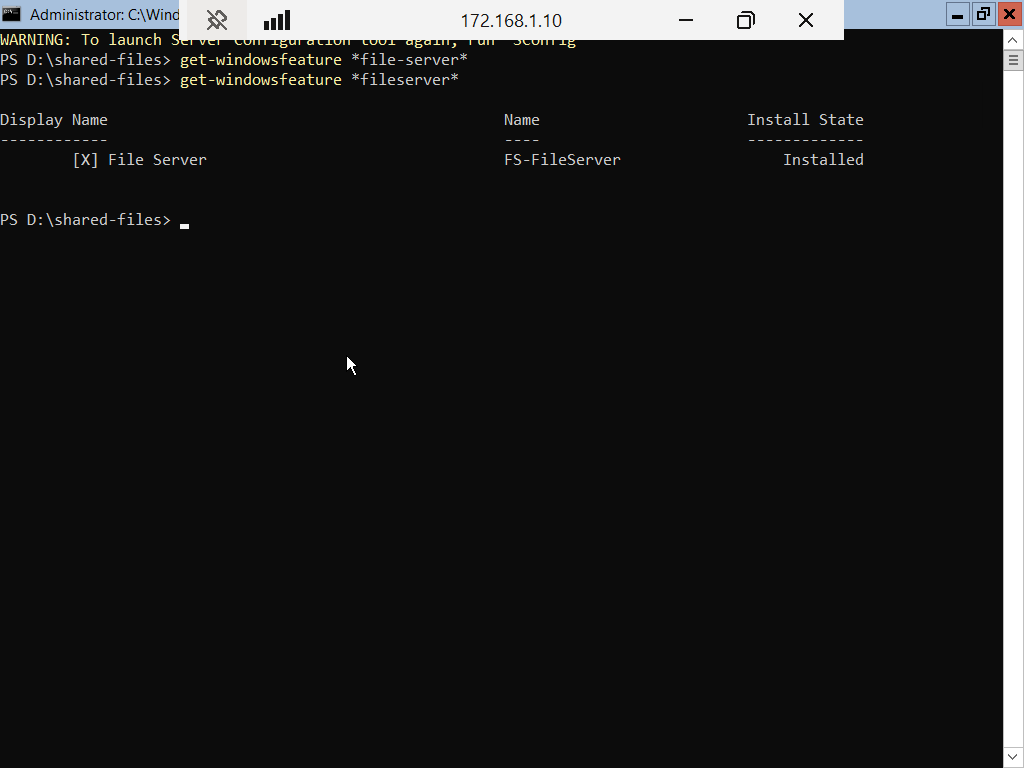 Administrator: C:\Wind
172.168.1.10
WARNING: To launch Server Configuration tool again, run "SConfig"
PS D:\shared-files> get-windowsfeature *file-server*
PS D:\shared-files> get-windowsfeature *fileserver*
Display Name Name Install State
------------ ---- -------------
[X] File Server FS-FileServer Installed
PS D:\shared-files>